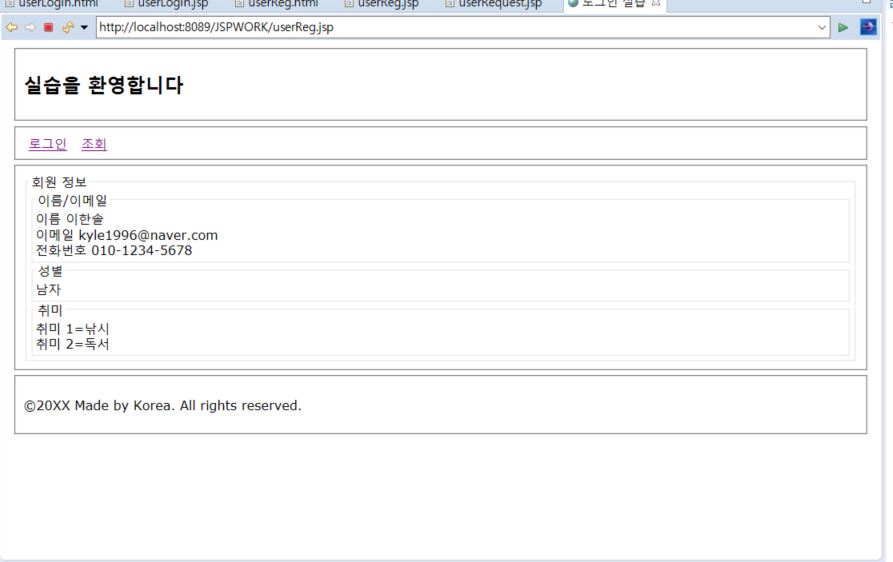 userLogin.html userLogin.jsp userReg.html userReg.jsp userRequest.jsp 로그인 실습
http://localhost:8089/JSPWORK/userReg.jsp
실습을 환영합니다
로그인 조회
회원 정보
이름/이메일
이름 이한솔
이메일 kyle1996@naver.com
전화번호 010-1234-5678
성별
남자
취미
취미 1=낚시
취미 2=독서
©20XX Made by Korea. All rights reserved.